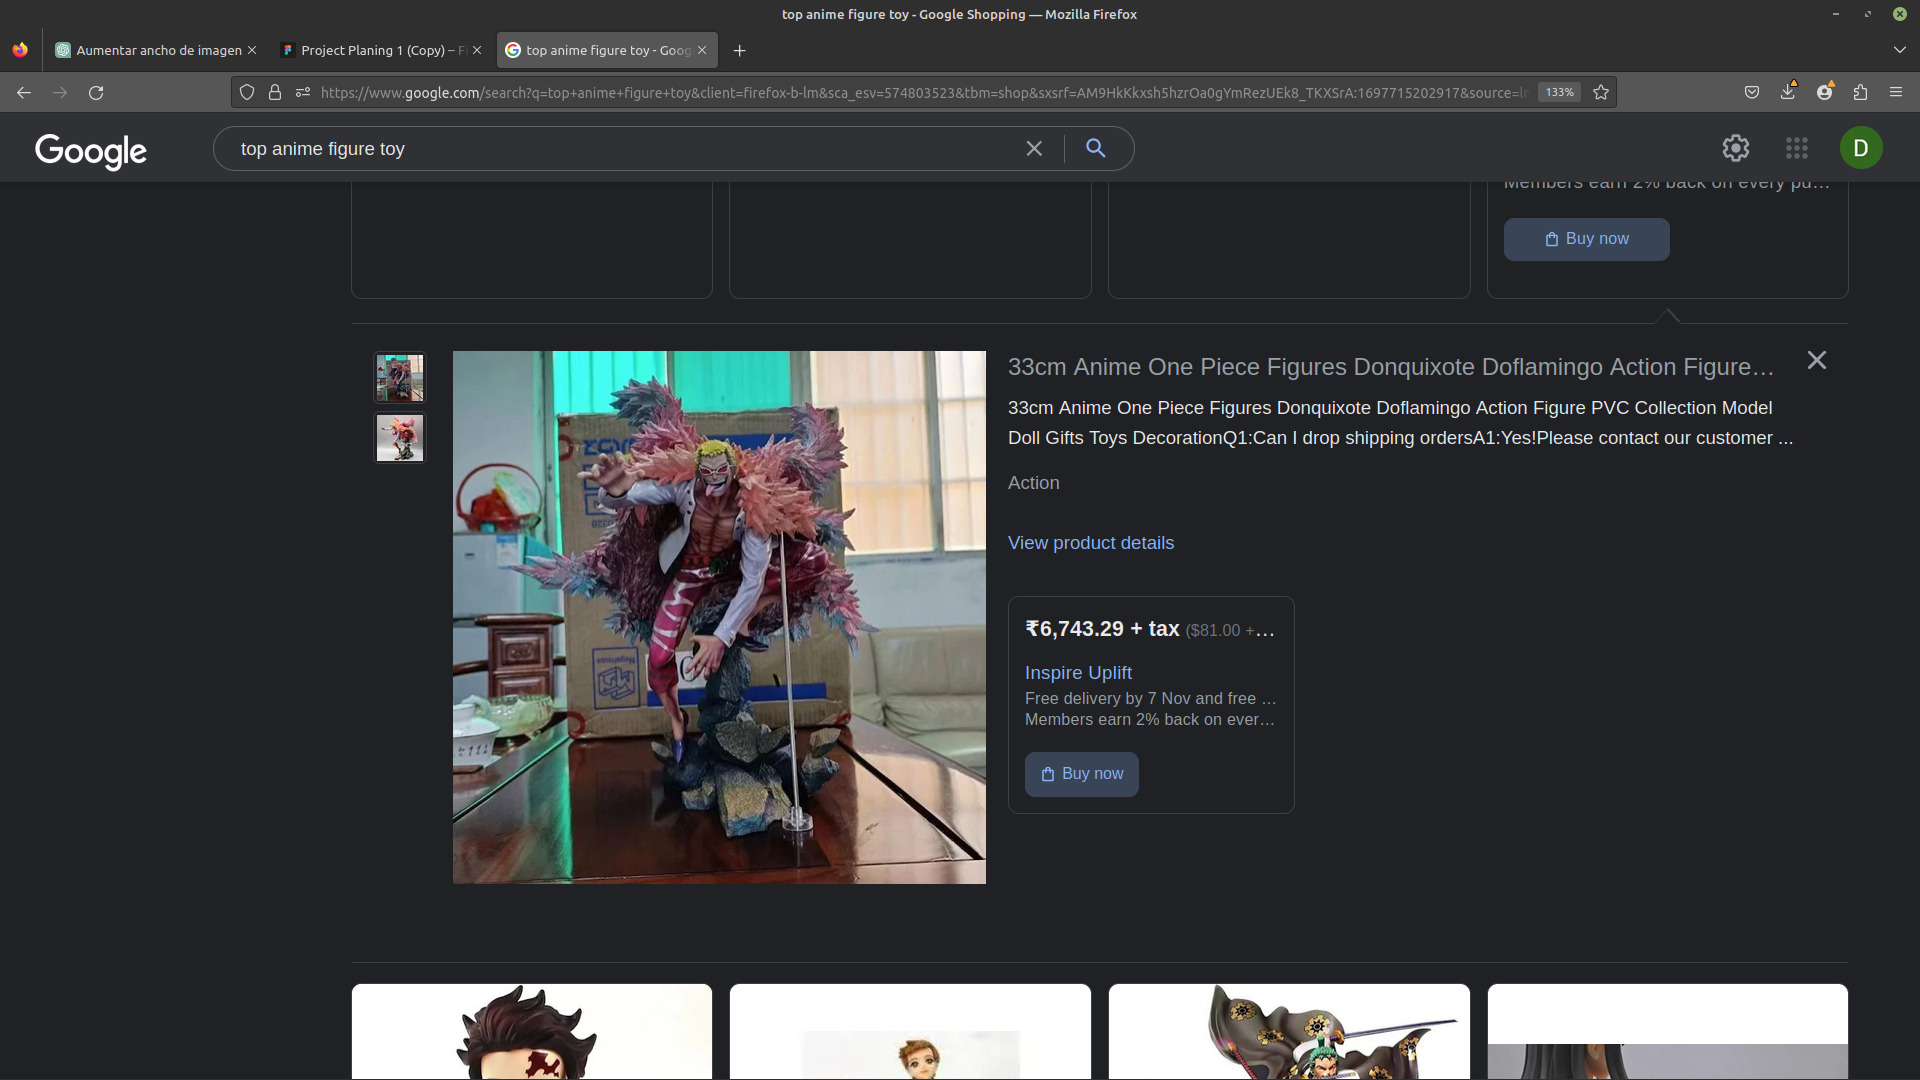 top anime figure toy - Google Shopping — Mozilla Firefox
Aumentar ancho de imagen
Project Planing 1 (Copy) – Fi
top anime figure toy - Goog
https://www.google.com/search?q=top+anime+figure+toy&client=firefox-b-lm&sca_esv=574803523&tbm=shop&sxsrf=AM9HkKkxsh5hzrOa0gYmRezUEk8_TKXSrA:1697715202917&source=ln
133%
Google
top anime figure toy
D
Members earn 2% back on every pu…
Buy now
33cm Anime One Piece Figures Donquixote Doflamingo Action Figure…
33cm Anime One Piece Figures Donquixote Doflamingo Action Figure PVC Collection Model
Doll Gifts Toys DecorationQ1:Can I drop shipping ordersA1:Yes!Please contact our customer ...
Action
View product details
₹6,743.29 + tax ($81.00 +…
Inspire Uplift
Free delivery by 7 Nov and free …
Members earn 2% back on ever…
Buy now
MegaHouse